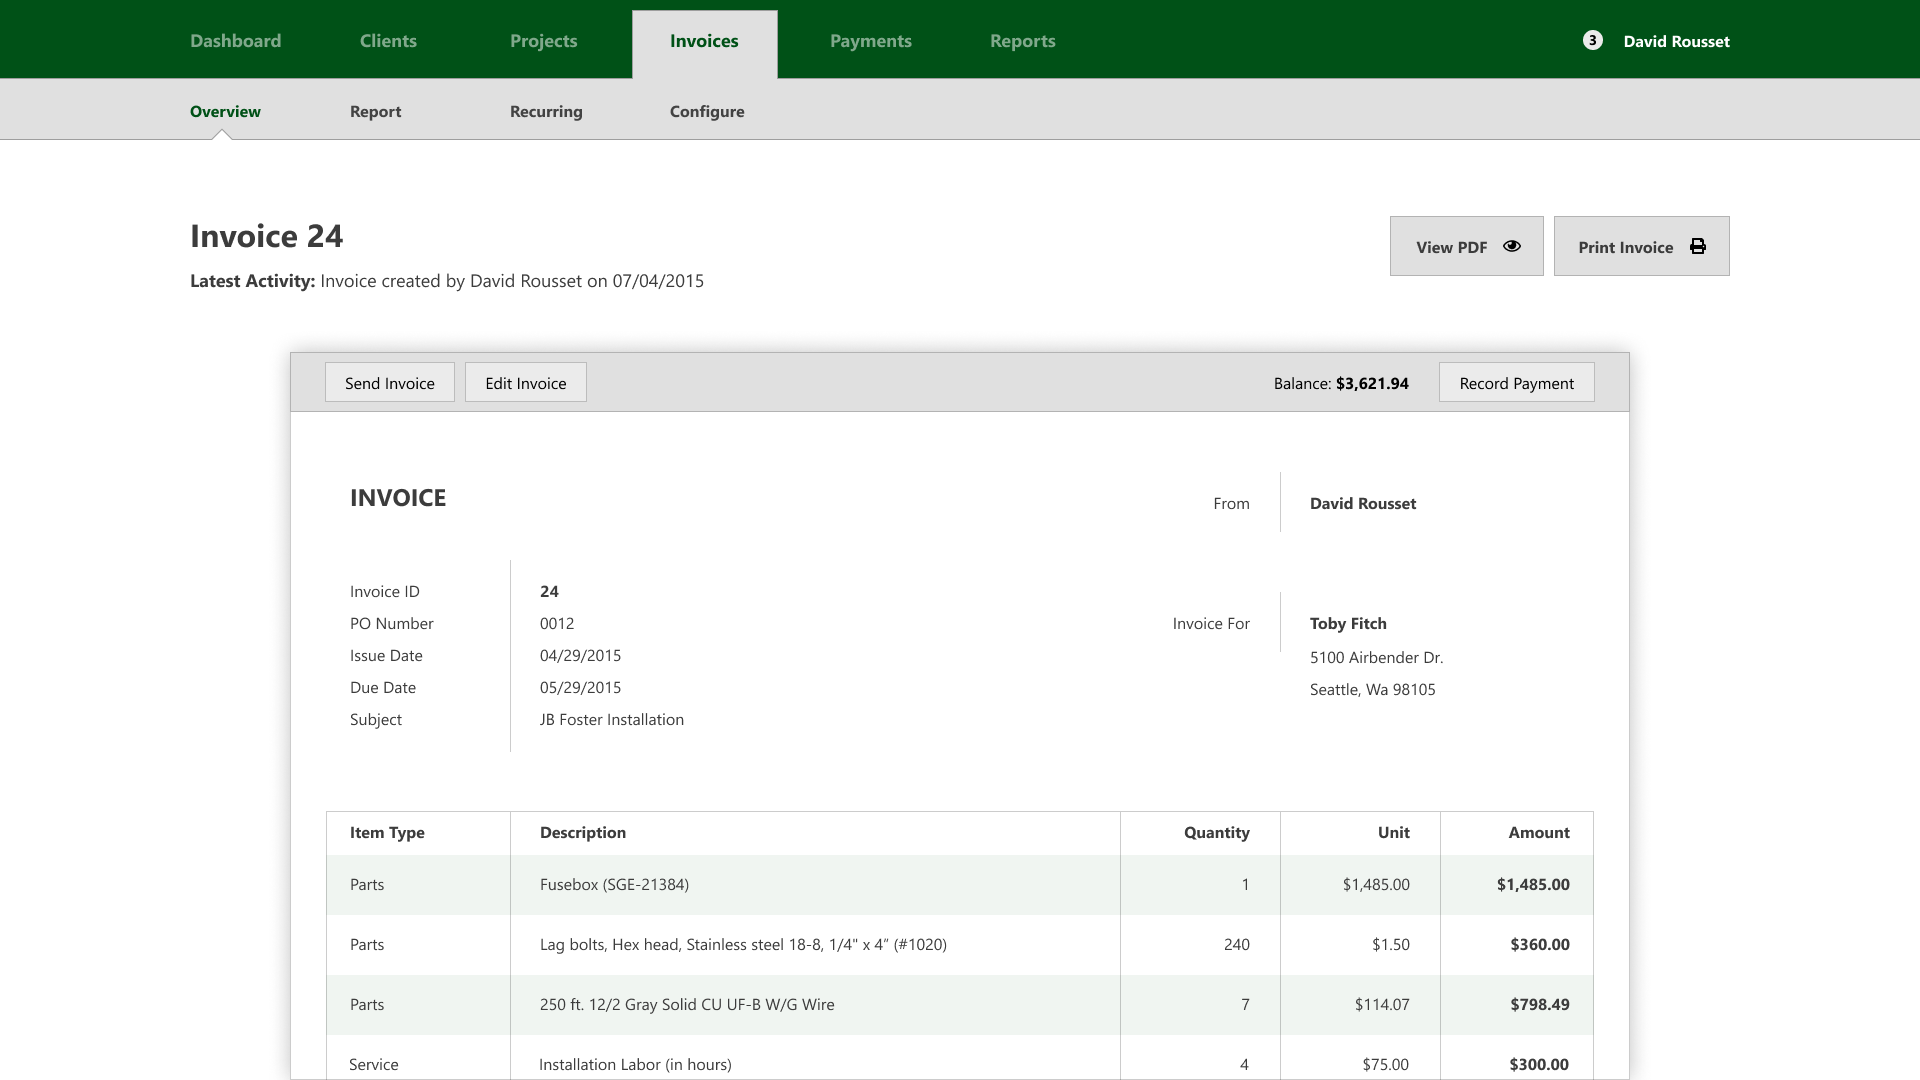 Dashboard Clients Projects Invoices Payments Reports 3 David Rousset
Overview Report Recurring Configure
Invoice 24
View PDF Print Invoice
Latest Activity: Invoice created by David Rousset on 07/04/2015
Send Invoice Edit Invoice Balance: $3,621.94 Record Payment
INVOICE
From David Rousset
Invoice ID 24
PO Number 0012
Issue Date 04/29/2015
Due Date 05/29/2015
Subject JB Foster Installation
Invoice For Toby Fitch
5100 Airbender Dr.
Seattle, Wa 98105
Item Type Description Quantity Unit Amount
Parts Fusebox (SGE-21384) 1 $1,485.00 $1,485.00
Parts Lag bolts, Hex head, Stainless steel 18-8, 1/4" x 4” (#1020) 240 $1.50 $360.00
Parts 250 ft. 12/2 Gray Solid CU UF-B W/G Wire 7 $114.07 $798.49
Service Installation Labor (in hours) 4 $75.00 $300.00